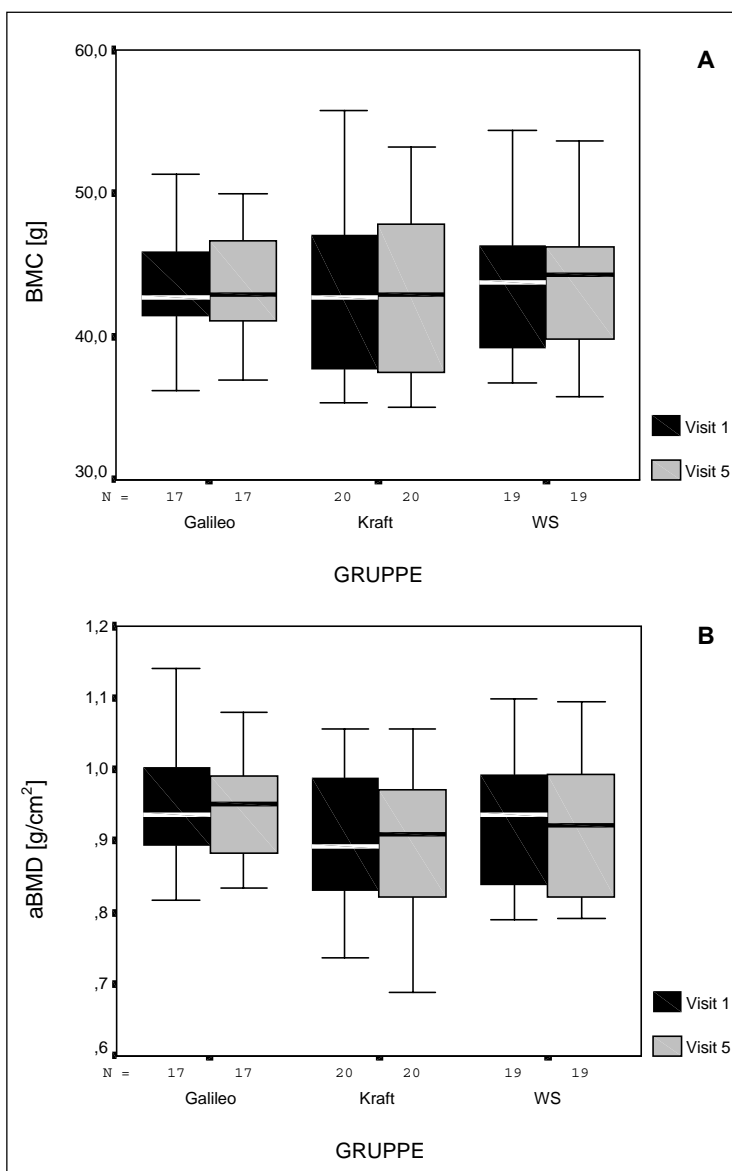 A
60,0
50,0
40,0
30,0
BMC [g]
Visit 1
Visit 5
N = 17 17 20 20 19 19
Galileo Kraft WS
GRUPPE
B
1,2
1,1
1,0
,9
,8
,7
,6
aBMD [g/cm²]
Visit 1
Visit 5
N = 17 17 20 20 19 19
Galileo Kraft WS
GRUPPE